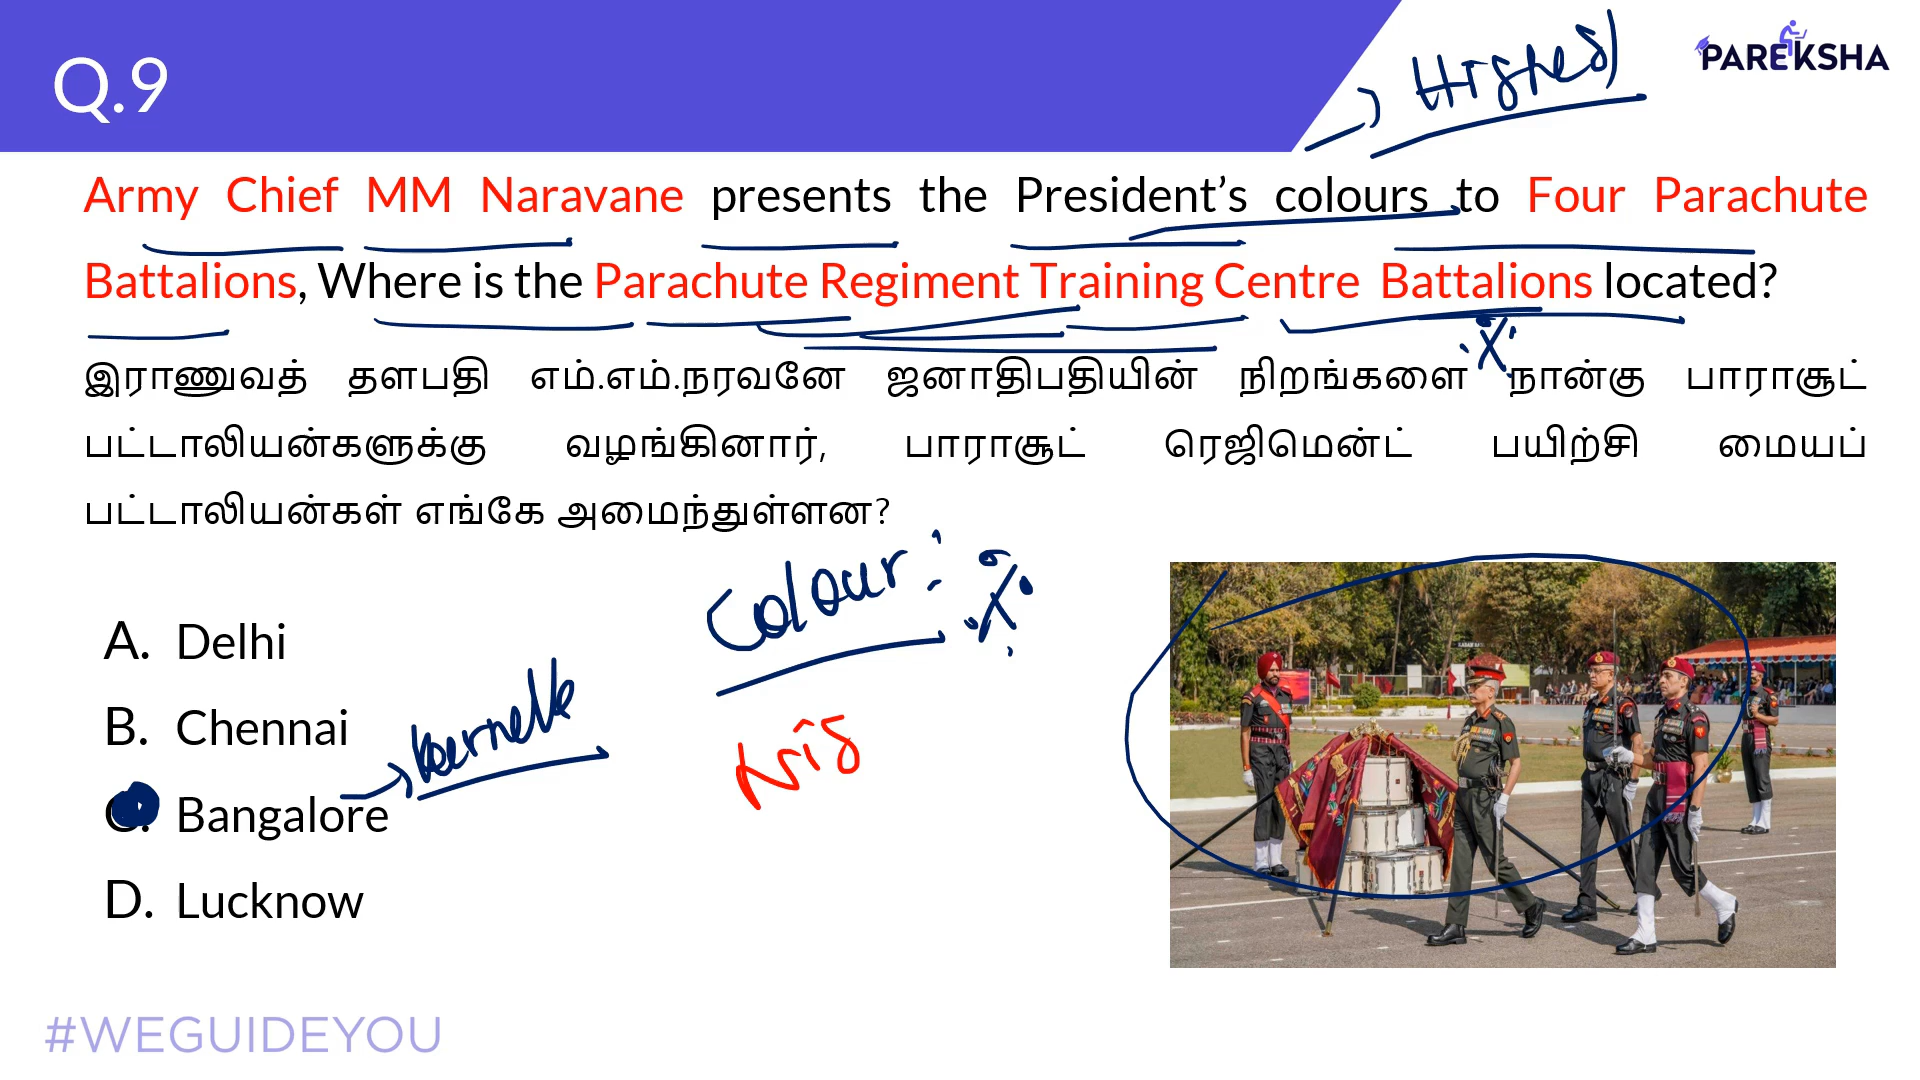 Q.9
PAREKSHA
Highest
Army Chief MM Naravane presents the President’s colours to Four Parachute
Battalions, Where is the Parachute Regiment Training Centre Battalions located?
இராணுவத் தளபதி எம்.எம்.நரவனே ஜனாதிபதியின் நிறங்களை நான்கு பாராசூட்
பட்டாலியன்களுக்கு வழங்கினார், பாராசூட் ரெஜிமென்ட் பயிற்சி மையப்
பட்டாலியன்கள் எங்கே அமைந்துள்ளன?
Colour:
A. Delhi
B. Chennai
C. Bangalore
D. Lucknow
#WEGUIDEYOU